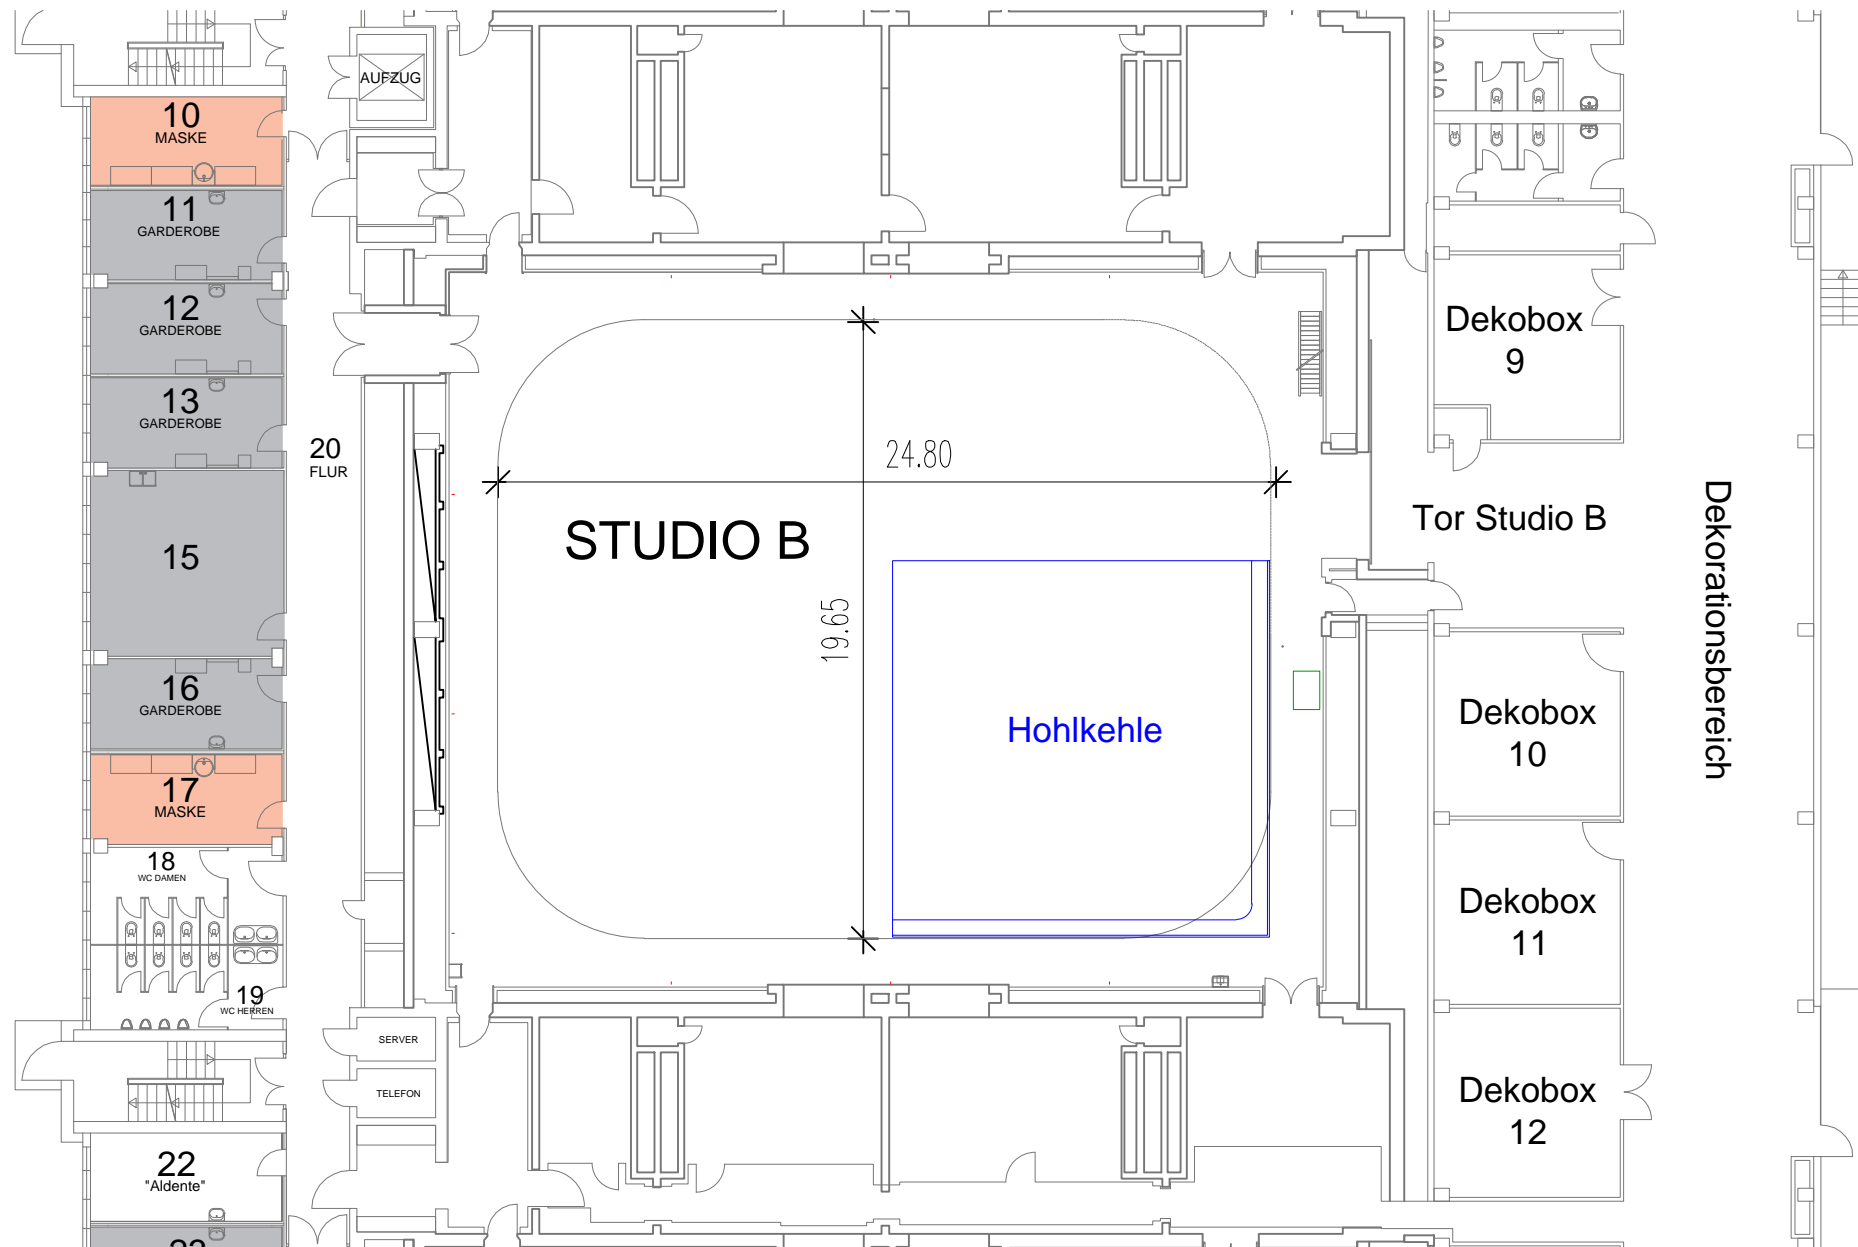 AUFZUG
10
MASKE
11
GARDEROBE
12
GARDEROBE
13
GARDEROBE
20
FLUR
15
16
GARDEROBE
17
MASKE
18
WC DAMEN
19
WC HERREN
SERVER
TELEFON
22
"Aldente"
24.80
STUDIO B
19.65
Hohlkehle
Dekobox
9
Tor Studio B
Dekobox
10
Dekobox
11
Dekobox
12
Dekorationsbereich